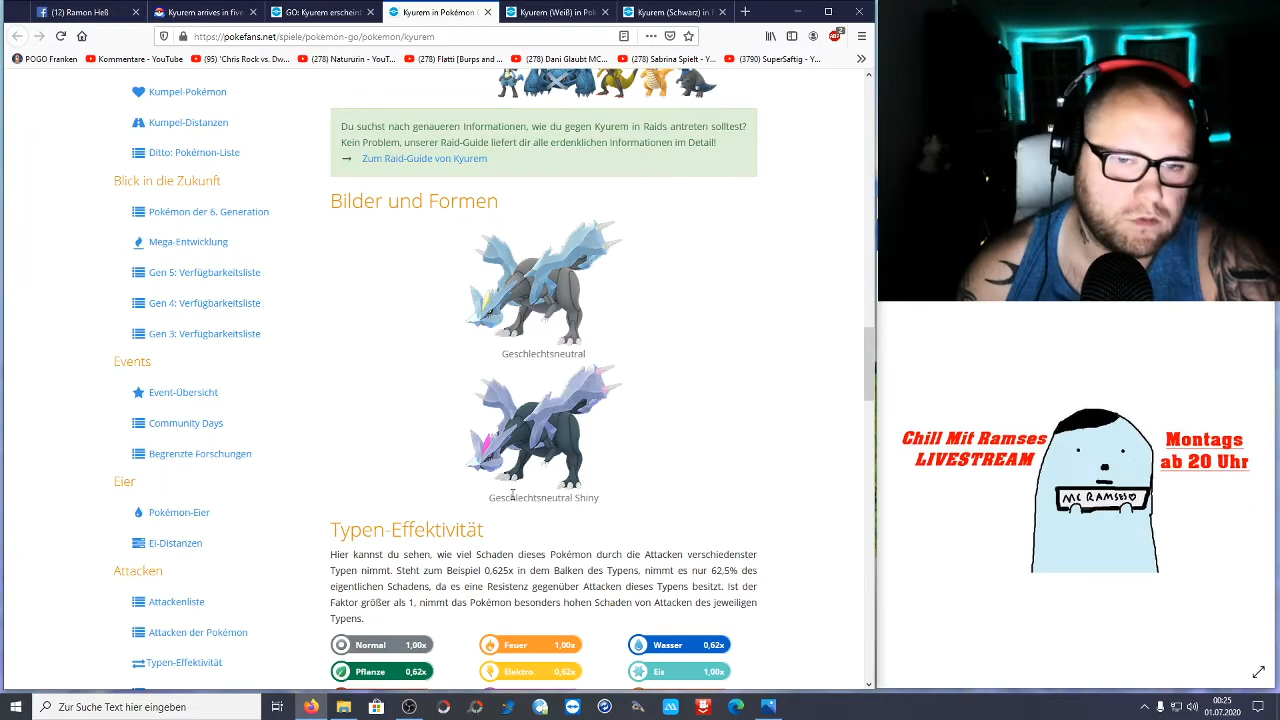 (12) Ramon Heß
Kyurem arrives in five
GO: Kyurem erscheint
Kyurem in Pokémon G
Kyurem (Weiß) in Pok
Kyurem (Schwarz) in P
https://pokefans.net/spiele/pokemon-go/pokemon/kyurem
POGO Franken
Kommentare - YouTube
(95) 'Chris Rock vs. Dw...
(278) Natururin - YouT...
(278) Flatti [Burps and ...
(278) Dani Glaubt MC...
(278) Sabrina Spielt - Y...
(3790) SuperSaftig - Y...
Kumpel-Pokémon
Kumpel-Distanzen
Ditto: Pokémon-Liste
Blick in die Zukunft
Pokémon der 6. Generation
Mega-Entwicklung
Gen 5: Verfügbarkeitsliste
Gen 4: Verfügbarkeitsliste
Gen 3: Verfügbarkeitsliste
Events
Event-Übersicht
Community Days
Begrenzte Forschungen
Eier
Pokémon-Eier
Ei-Distanzen
Attacken
Attackenliste
Attacken der Pokémon
Typen-Effektivität
Du suchst nach genaueren Informationen, wie du gegen Kyurem in Raids antreten solltest?
Kein Problem, unserer Raid-Guide liefert dir alle erdenklichen Informationen im Detail!
→ Zum Raid-Guide von Kyurem
Bilder und Formen
Geschlechtsneutral
Geschlechtsneutral Shiny
Typen-Effektivität
Hier kannst du sehen, wie viel Schaden dieses Pokémon durch die Attacken verschiedenster
Typen nimmt. Steht zum Beispiel 0,625x in dem Balken des Typens, nimmt es nur 62,5% des
eigentlichen Schadens, da es eine Resistenz gegenüber Attacken dieses Typens besitzt. Ist der
Faktor größer als 1, nimmt das Pokémon besonders hohen Schaden von Attacken des jeweiligen
Typens.
Normal 1,00x
Feuer 1,00x
Wasser 0,62x
Pflanze 0,62x
Elektro 0,62x
Eis 1,00x
Chill Mit Ramses
LIVESTREAM
MC RAMSES
Montags
ab 20 Uhr
Zur Suche Text hier eingeben
00:25
01.07.2020